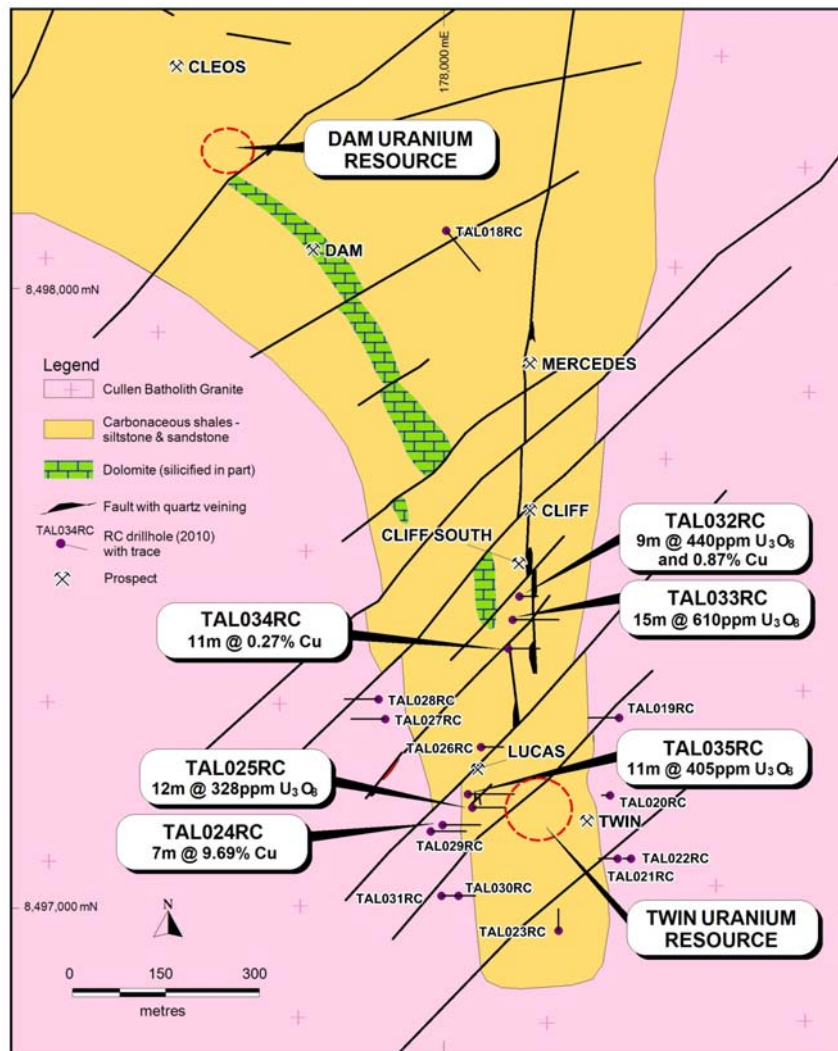 CLEOS
178,000 mE
DAM URANIUM
RESOURCE
TAL018RC
DAM
8,498,000 mN
MERCEDES
Legend
Cullen Batholith Granite
Carbonaceous shales -
siltstone & sandstone
Dolomite (silicified in part)
Fault with quartz veining
TAL034RC
RC drillhole (2010)
with trace
Prospect
CLIFF
CLIFF SOUTH
TAL032RC
9m @ 440ppm U₃O₈
and 0.87% Cu
TAL033RC
15m @ 610ppm U₃O₈
TAL034RC
11m @ 0.27% Cu
TAL028RC
TAL027RC
TAL019RC
TAL026RC
LUCAS
TAL035RC
11m @ 405ppm U₃O₈
TAL025RC
12m @ 328ppm U₃O₈
TAL020RC
TWIN
TAL024RC
7m @ 9.69% Cu
TAL029RC
TAL022RC
TAL021RC
TAL031RC
TAL030RC
8,497,000 mN
TAL023RC
TWIN URANIUM
RESOURCE
N
0 150 300
metres